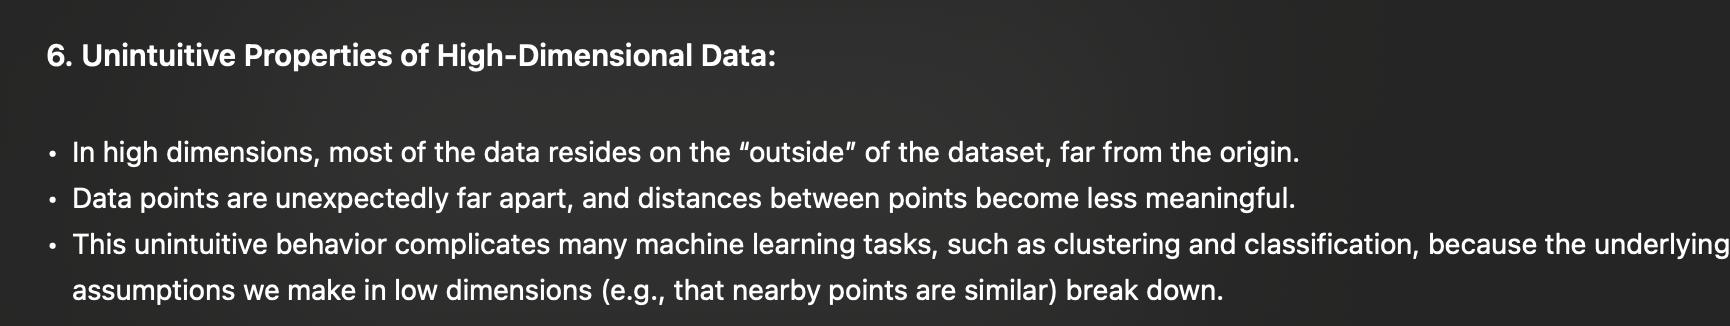 6. Unintuitive Properties of High-Dimensional Data:
• In high dimensions, most of the data resides on the “outside” of the dataset, far from the origin.
• Data points are unexpectedly far apart, and distances between points become less meaningful.
• This unintuitive behavior complicates many machine learning tasks, such as clustering and classification, because the underlying
assumptions we make in low dimensions (e.g., that nearby points are similar) break down.